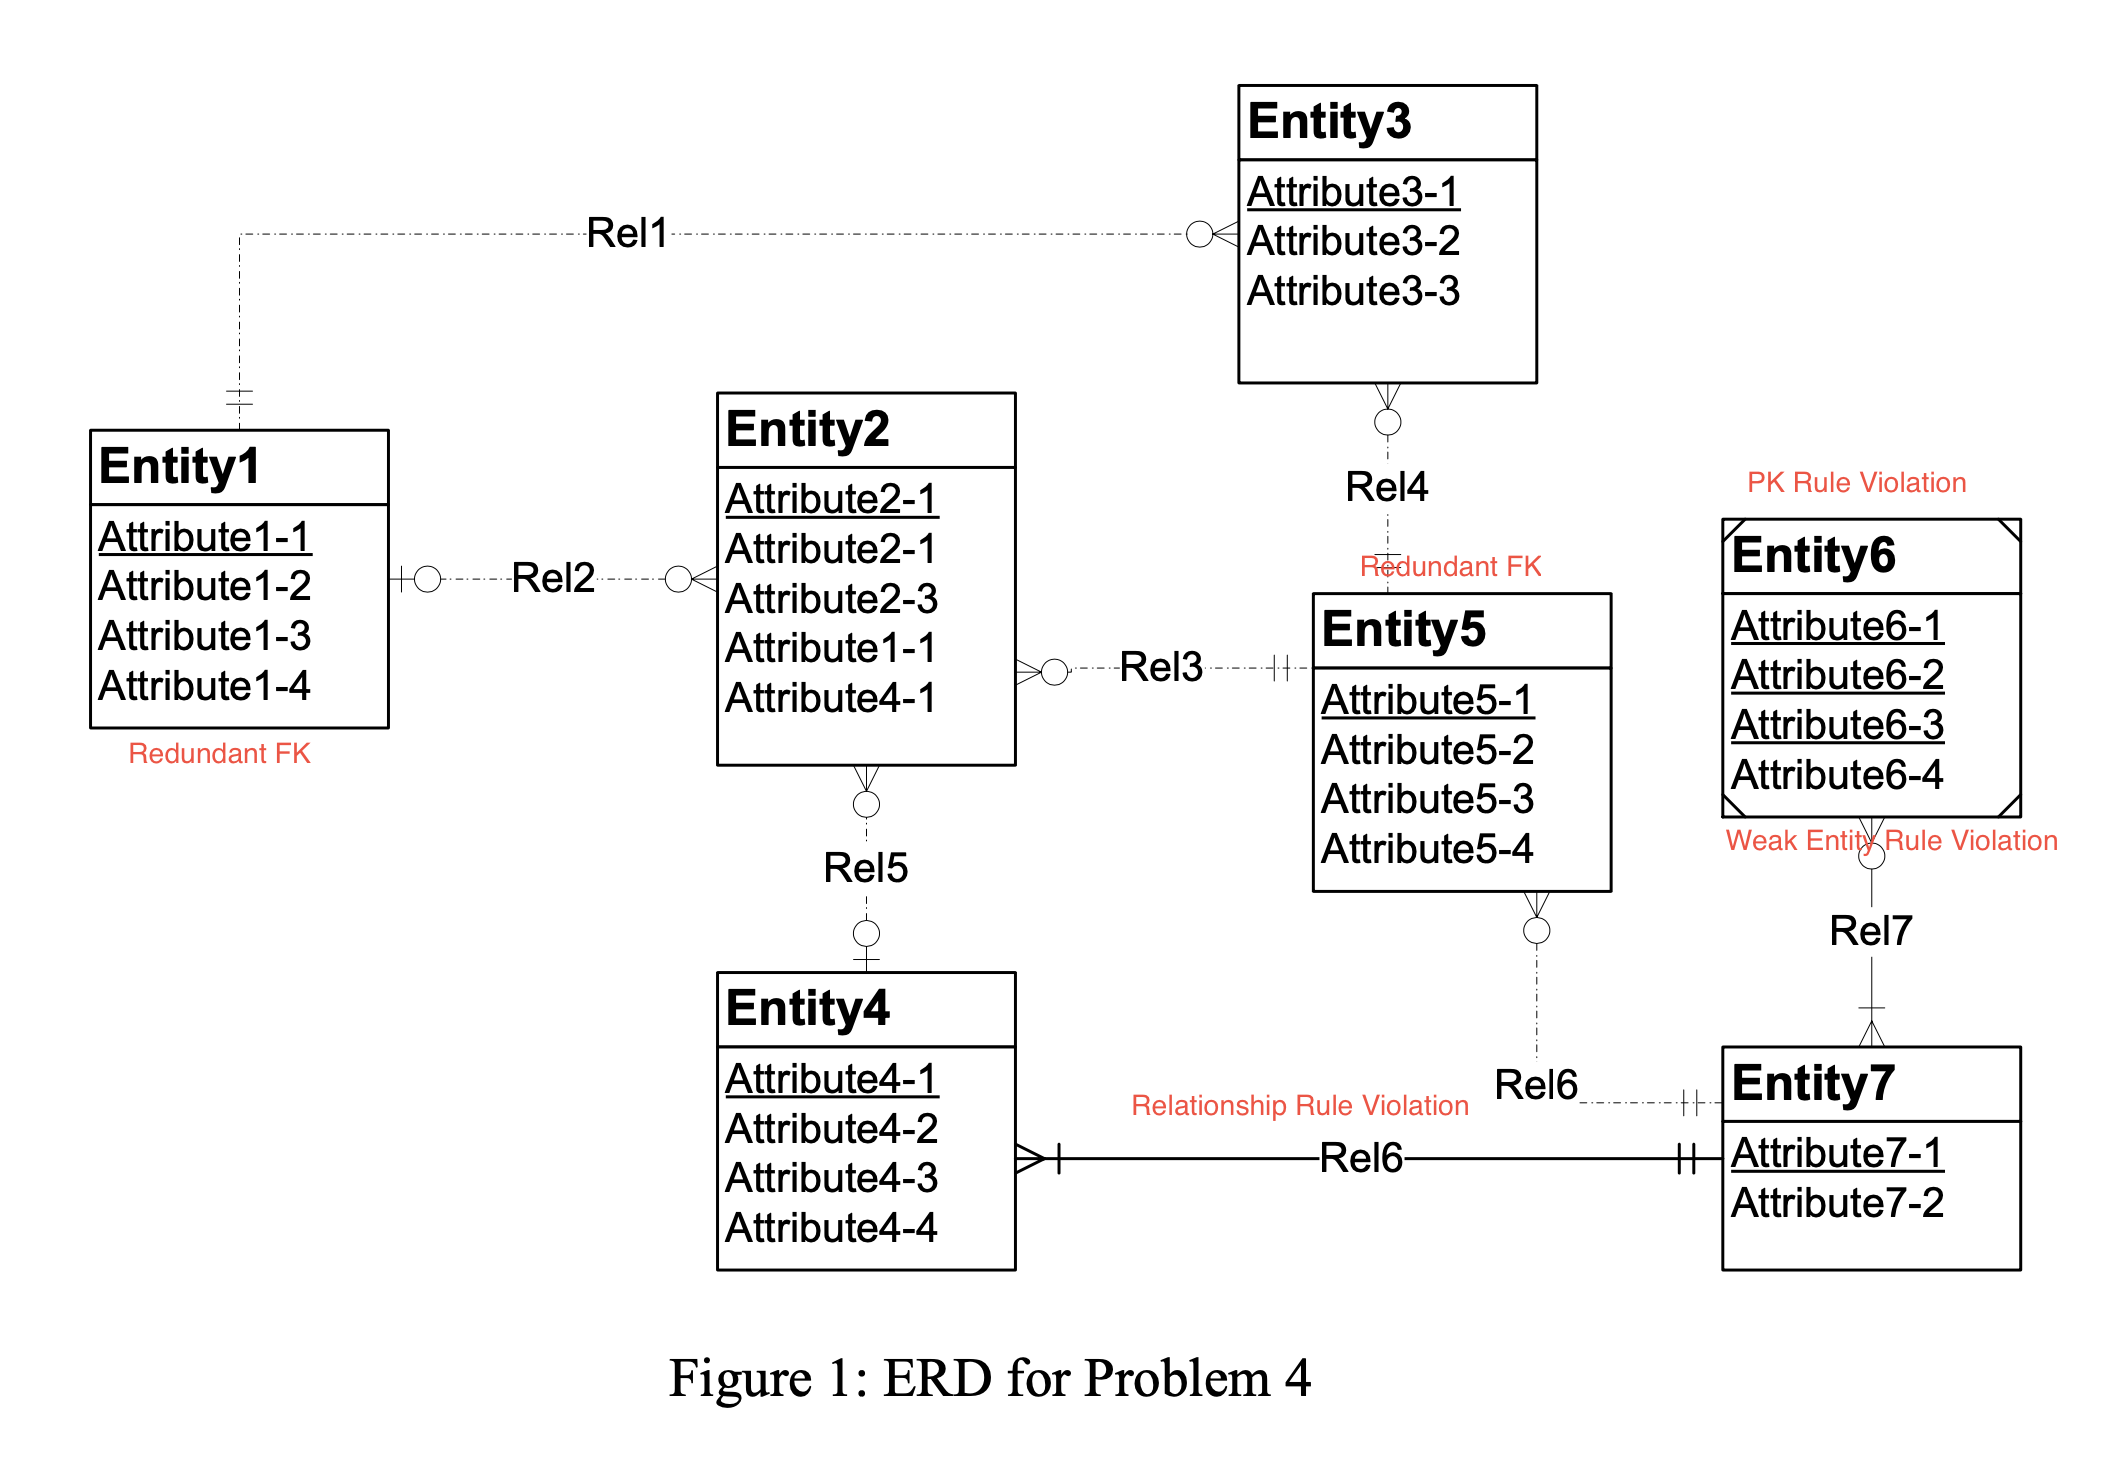 Entity3
Attribute3-1
Attribute3-2
Attribute3-3
Rel1
Entity1
Attribute1-1
Attribute1-2
Attribute1-3
Attribute1-4
Redundant FK
Rel2
Entity2
Attribute2-1
Attribute2-1
Attribute2-3
Attribute1-1
Attribute4-1
Rel4
Redundant FK
Rel3
Entity5
Attribute5-1
Attribute5-2
Attribute5-3
Attribute5-4
PK Rule Violation
Entity6
Attribute6-1
Attribute6-2
Attribute6-3
Attribute6-4
Weak Entity Rule Violation
Rel5
Rel7
Entity4
Attribute4-1
Attribute4-2
Attribute4-3
Attribute4-4
Relationship Rule Violation
Rel6
Rel6
Entity7
Attribute7-1
Attribute7-2
Figure 1: ERD for Problem 4